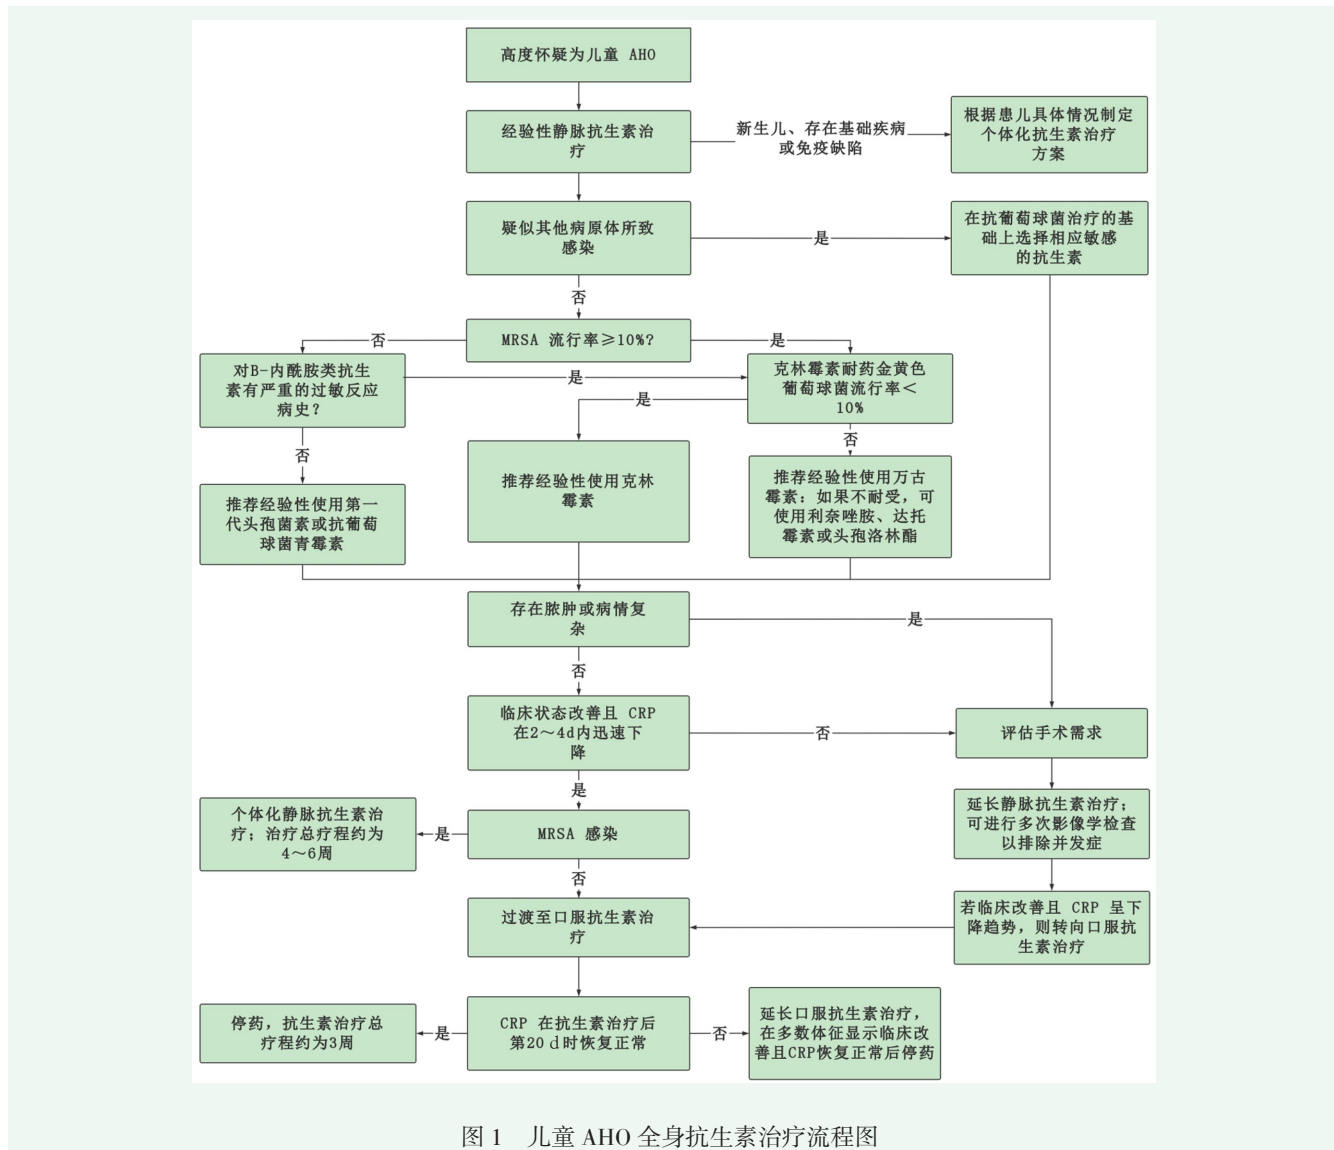 高度怀疑为儿童 AHO
经验性静脉抗生素治
疗
新生儿、存在基础疾病
或免疫缺陷
根据患儿具体情况制定
个体化抗生素治疗
方案
疑似其他病原体所致
感染
是
在抗葡萄球菌治疗的基
础上选择相应敏感
的抗生素
否
MRSA 流行率≥10%?
否
是
对B-内酰胺类抗生
素有严重的过敏反应
病史?
是
克林霉素耐药金黄色
葡萄球菌流行率<
10%
是
否
否
推荐经验性使用第一
代头孢菌素或抗葡萄
球菌青霉素
推荐经验性使用克林
霉素
推荐经验性使用万古
霉素: 如果不耐受, 可
使用利奈唑胺、达托
霉素或头孢洛林酯
存在脓肿或病情复
杂
是
否
临床状态改善且 CRP
在2～4d内迅速下
降
否
评估手术需求
是
延长静脉抗生素治疗;
可进行多次影像学检查
以排除并发症
个体化静脉抗生素治
疗; 治疗总疗程约为
4～6周
是
MRSA 感染
否
过渡至口服抗生素治
疗
若临床改善且 CRP 呈下
降趋势, 则转向口服抗
生素治疗
停药, 抗生素治疗总
疗程约为3周
是
CRP 在抗生素治疗后
第20 d时恢复正常
否
延长口服抗生素治疗,
在多数体征显示临床改
善且CRP恢复正常后停药
图 1 儿童 AHO 全身抗生素治疗流程图